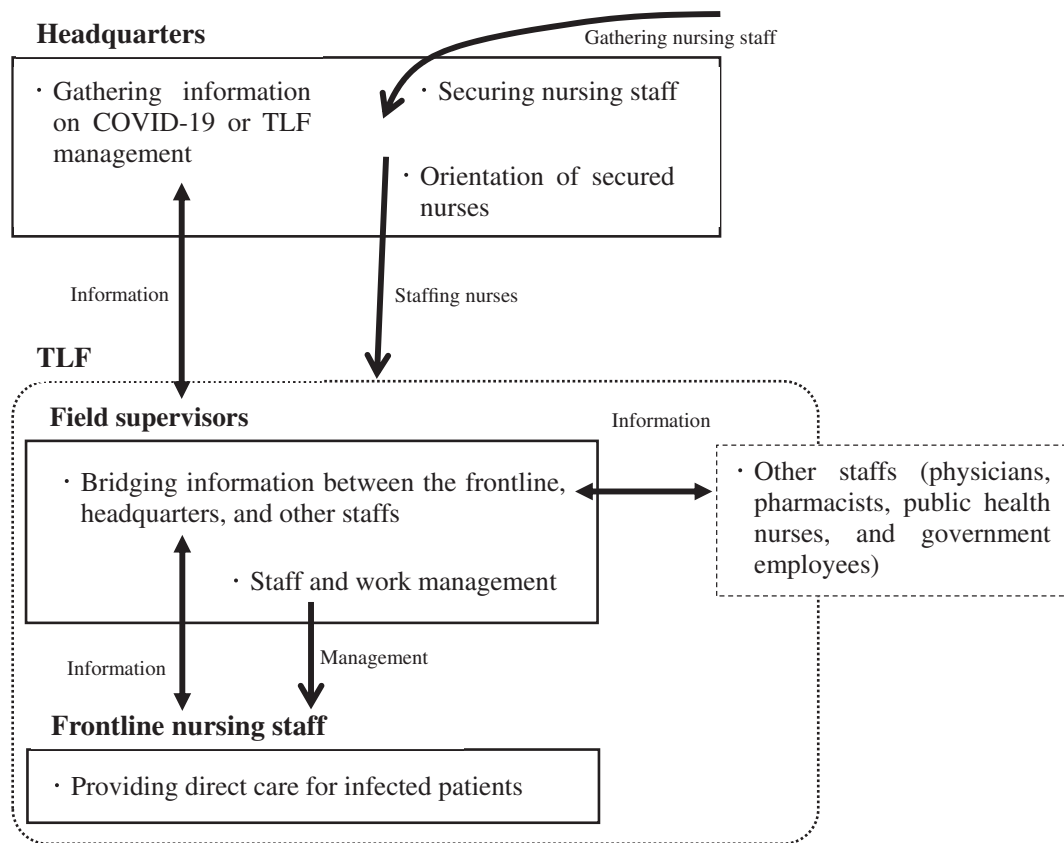 Headquarters
Gathering nursing staff
· Gathering information
on COVID-19 or TLF
management
· Securing nursing staff
· Orientation of secured
nurses
Information
Staffing nurses
TLF
Field supervisors
Information
· Bridging information between the frontline,
headquarters, and other staffs
· Other staffs (physicians,
pharmacists, public health
nurses, and government
employees)
· Staff and work management
Information
Management
Frontline nursing staff
· Providing direct care for infected patients